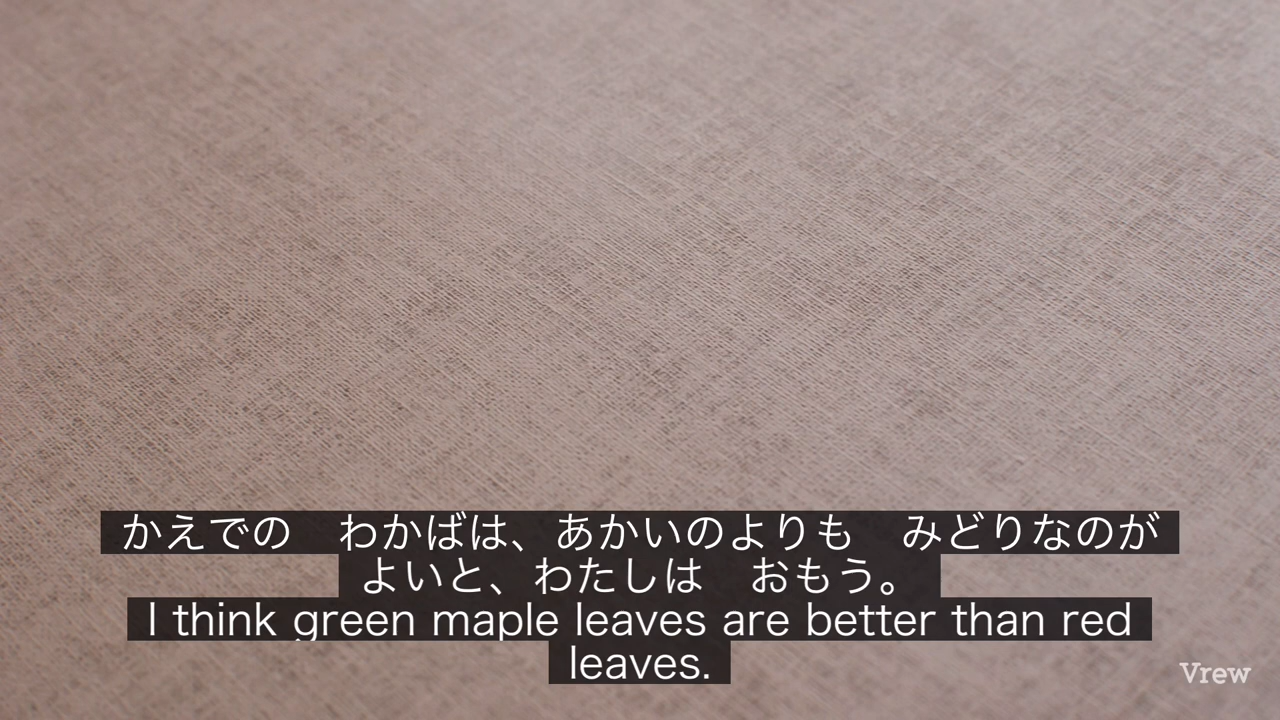 かえでの　わかばは、あかいのよりも　みどりなのが
よいと、わたしは　おもう。
I think green maple leaves are better than red
leaves.
Vrew